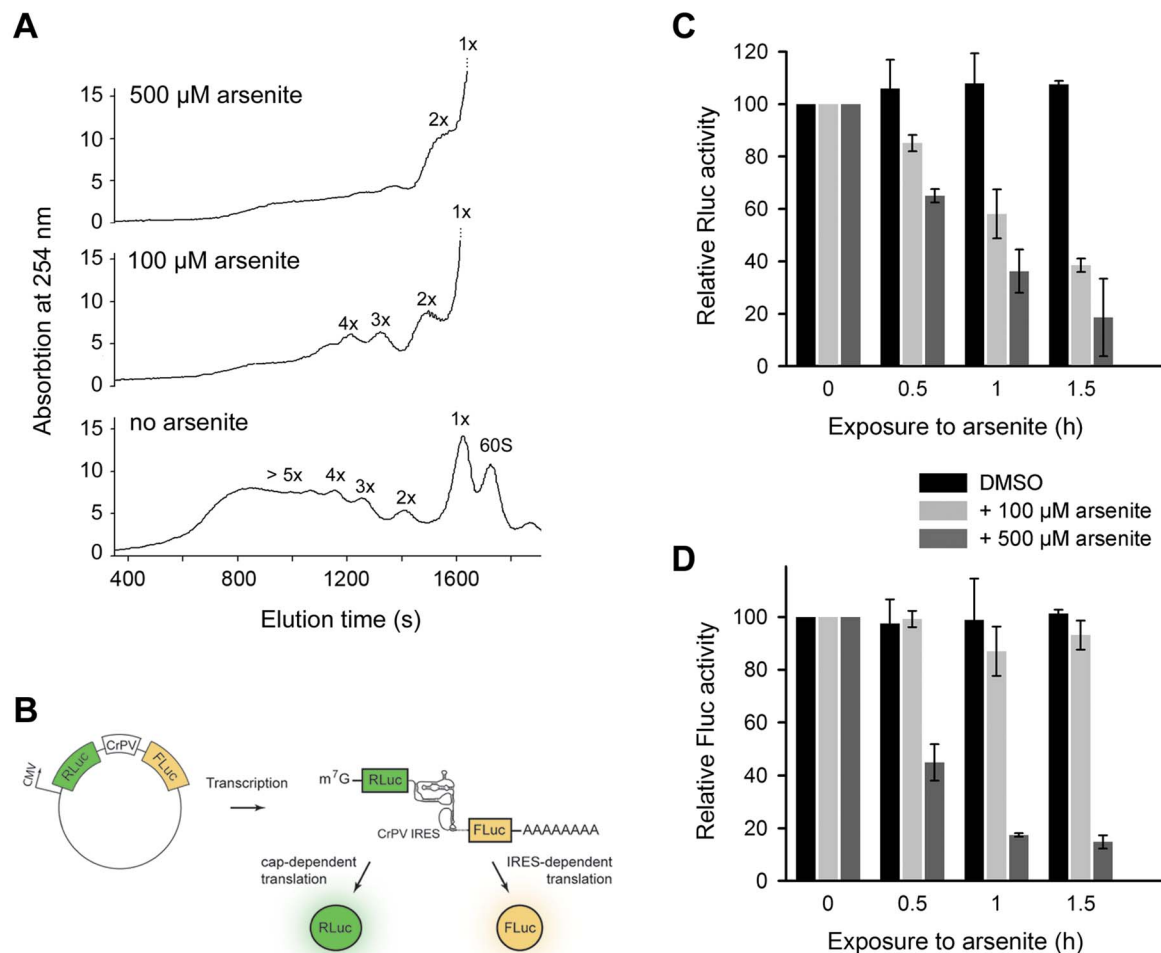 A
500 µM arsenite
1x
2x
15
10
5
0
100 µM arsenite
1x
2x
3x
4x
15
10
5
0
no arsenite
> 5x
4x
3x
2x
1x
60S
15
10
5
0
Absorbtion at 254 nm
400 800 1200 1600
Elution time (s)
B
CMV
RLuc
CrPV
FLuc
Transcription
m⁷G
RLuc
CrPV IRES
FLuc
AAAAAAAA
cap-dependent
translation
IRES-dependent
translation
RLuc
FLuc
C
120
100
80
60
40
20
0
Relative Rluc activity
0 0.5 1 1.5
Exposure to arsenite (h)
DMSO
+ 100 µM arsenite
+ 500 µM arsenite
D
100
80
60
40
20
0
Relative Fluc activity
0 0.5 1 1.5
Exposure to arsenite (h)